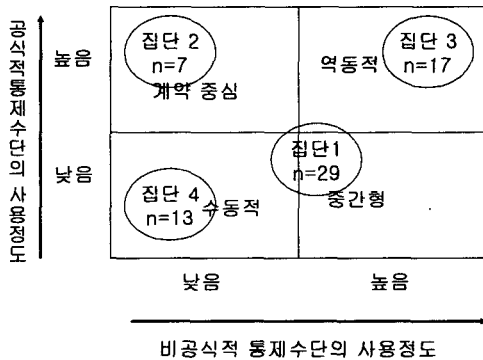 공식적통제수단의 사용정도
높음
낮음
집단 2
n=7
계약 중심
집단 3
n=17
역동적
집단1
n=29
중간형
집단 4
n=13
수동적
낮음
높음
비공식적 통제수단의 사용정도